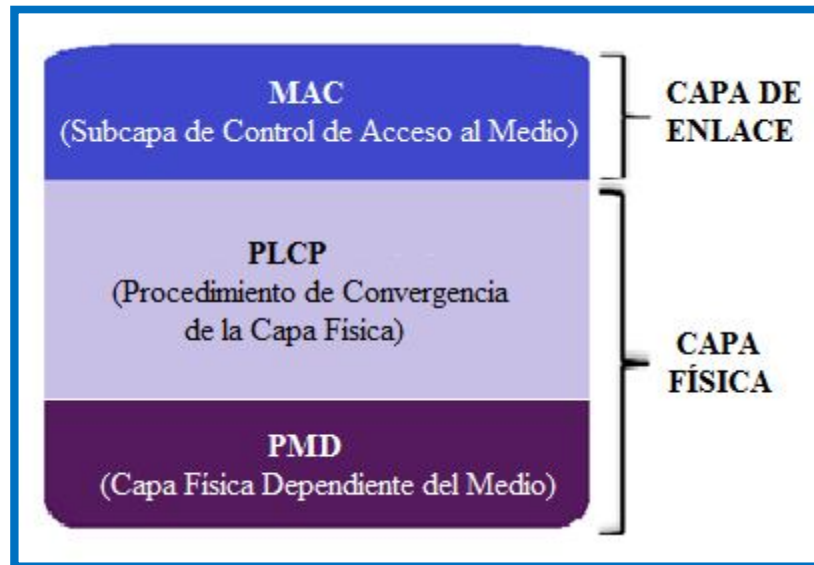 MAC
(Subcapa de Control de Acceso al Medio)
CAPA DE
ENLACE
PLCP
(Procedimiento de Convergencia
de la Capa Física)
CAPA
FÍSICA
PMD
(Capa Física Dependiente del Medio)